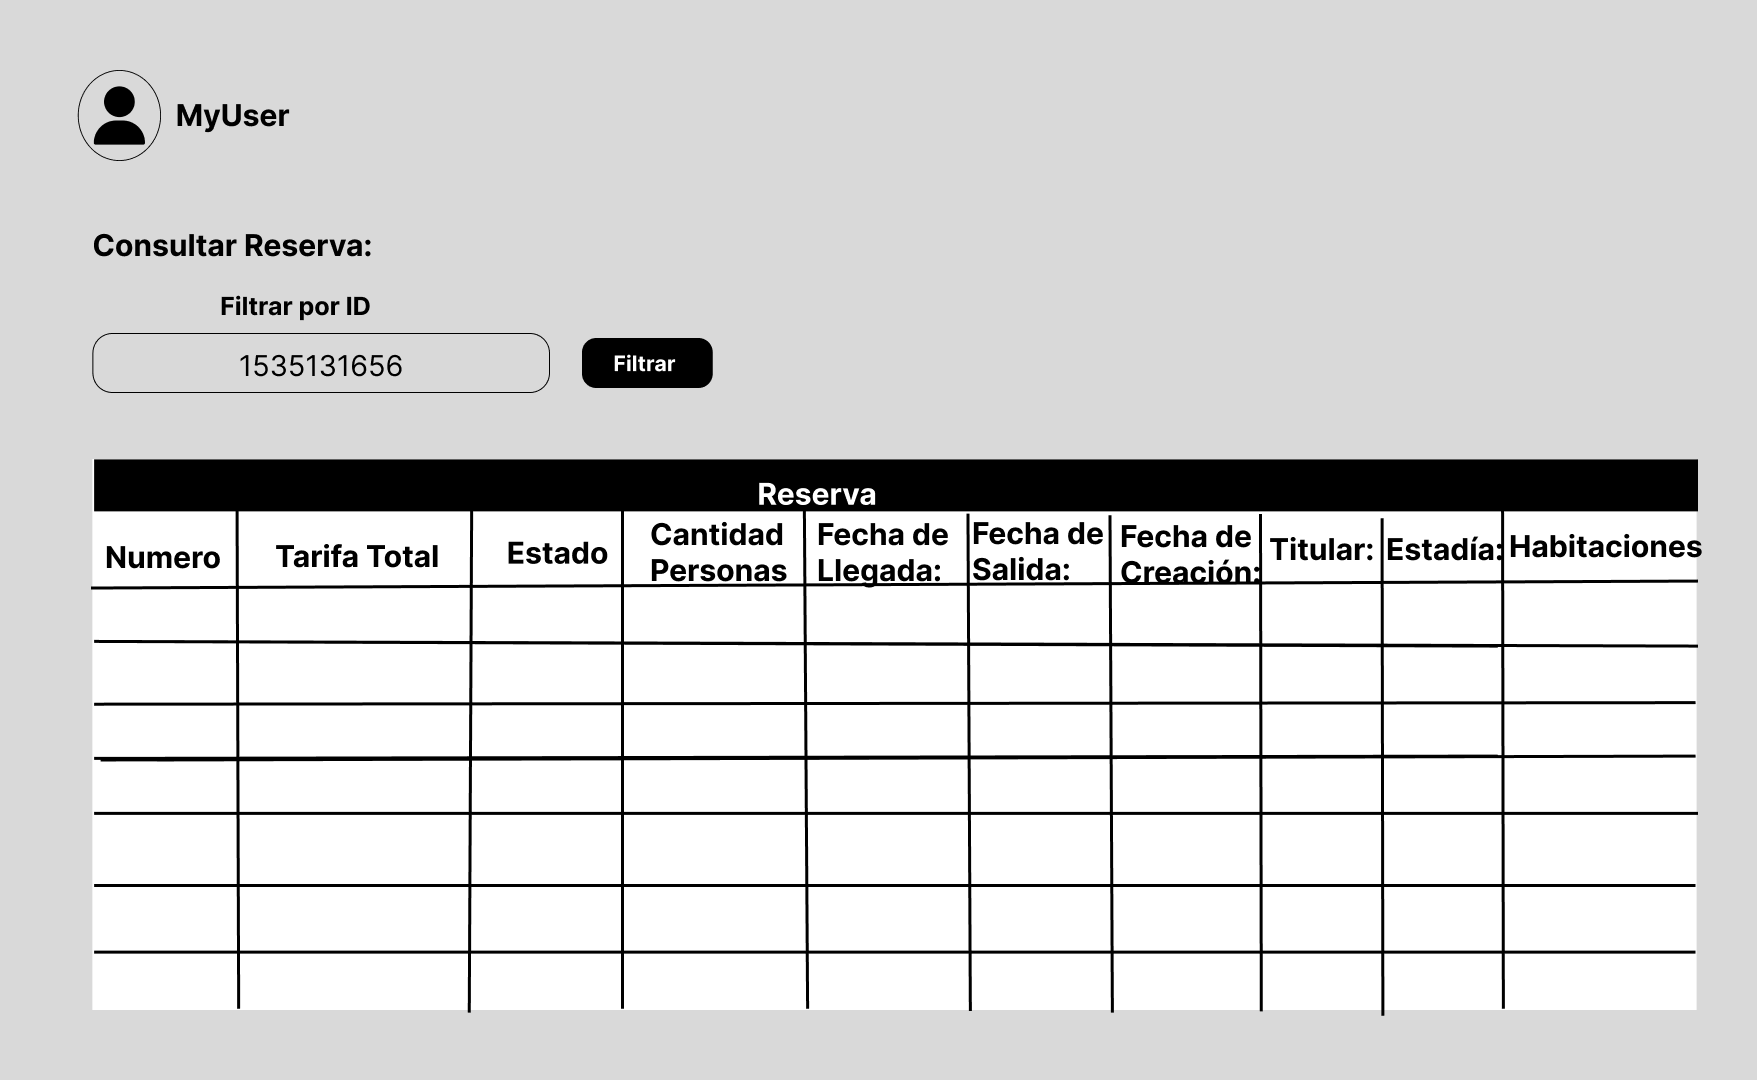 MyUser
Consultar Reserva:
Filtrar por ID
1535131656
Filtrar
Reserva
Numero
Tarifa Total
Estado
Cantidad
Personas
Fecha de
Llegada:
Fecha de
Salida:
Fecha de
Creación:
Titular:
Estadía:
Habitaciones